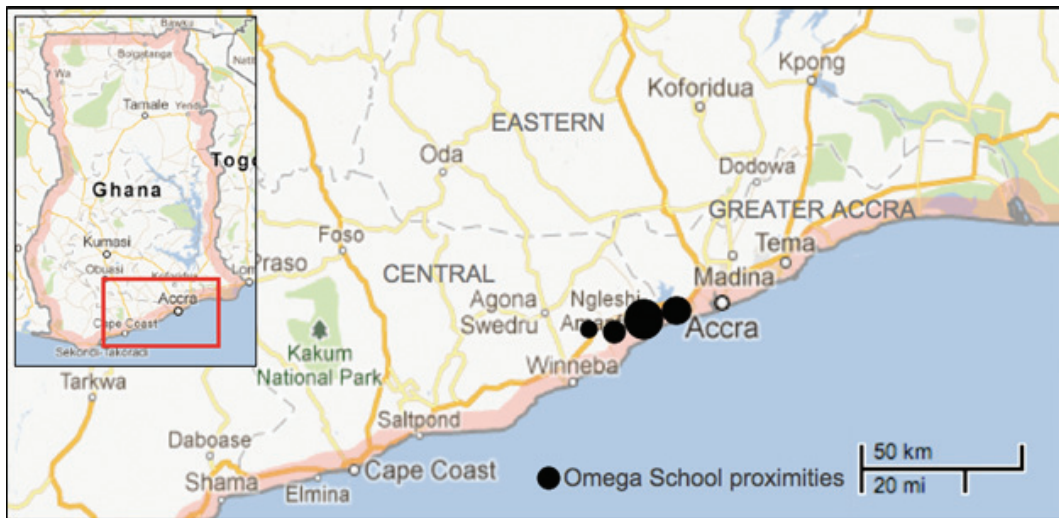 Bawku
Bolgatanga
Wa
Tamale
Yendi
Togo
Ghana
Kumasi
Obuasi
Koforidua
Accra
Cape Coast
Sekondi-Takoradi
Tarkwa
Kpong
Koforidua
EASTERN
Oda
Dodowa
GREATER ACCRA
Foso
Tema
Praso
CENTRAL
Madina
Agona
Swedru
Ngleshi
Accra
Kakum
National Park
Winneba
Saltpond
Daboase
Cape Coast
Shama
Elmina
Omega School proximities
50 km
20 mi